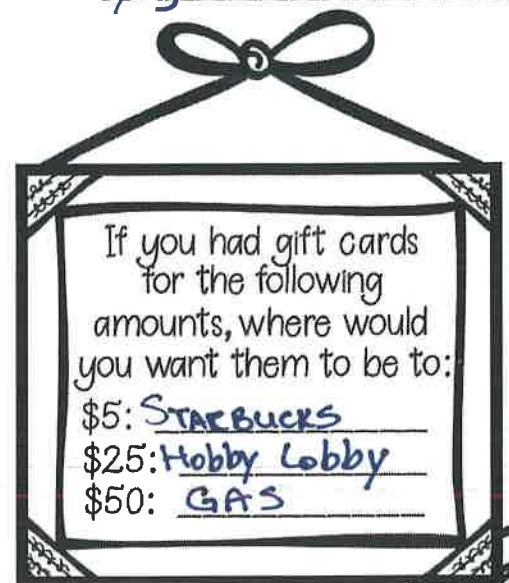 If you had gift cards
for the following
amounts, where would
you want them to be to:
$5: STARBUCKS
$25: Hobby Lobby
$50: GAS